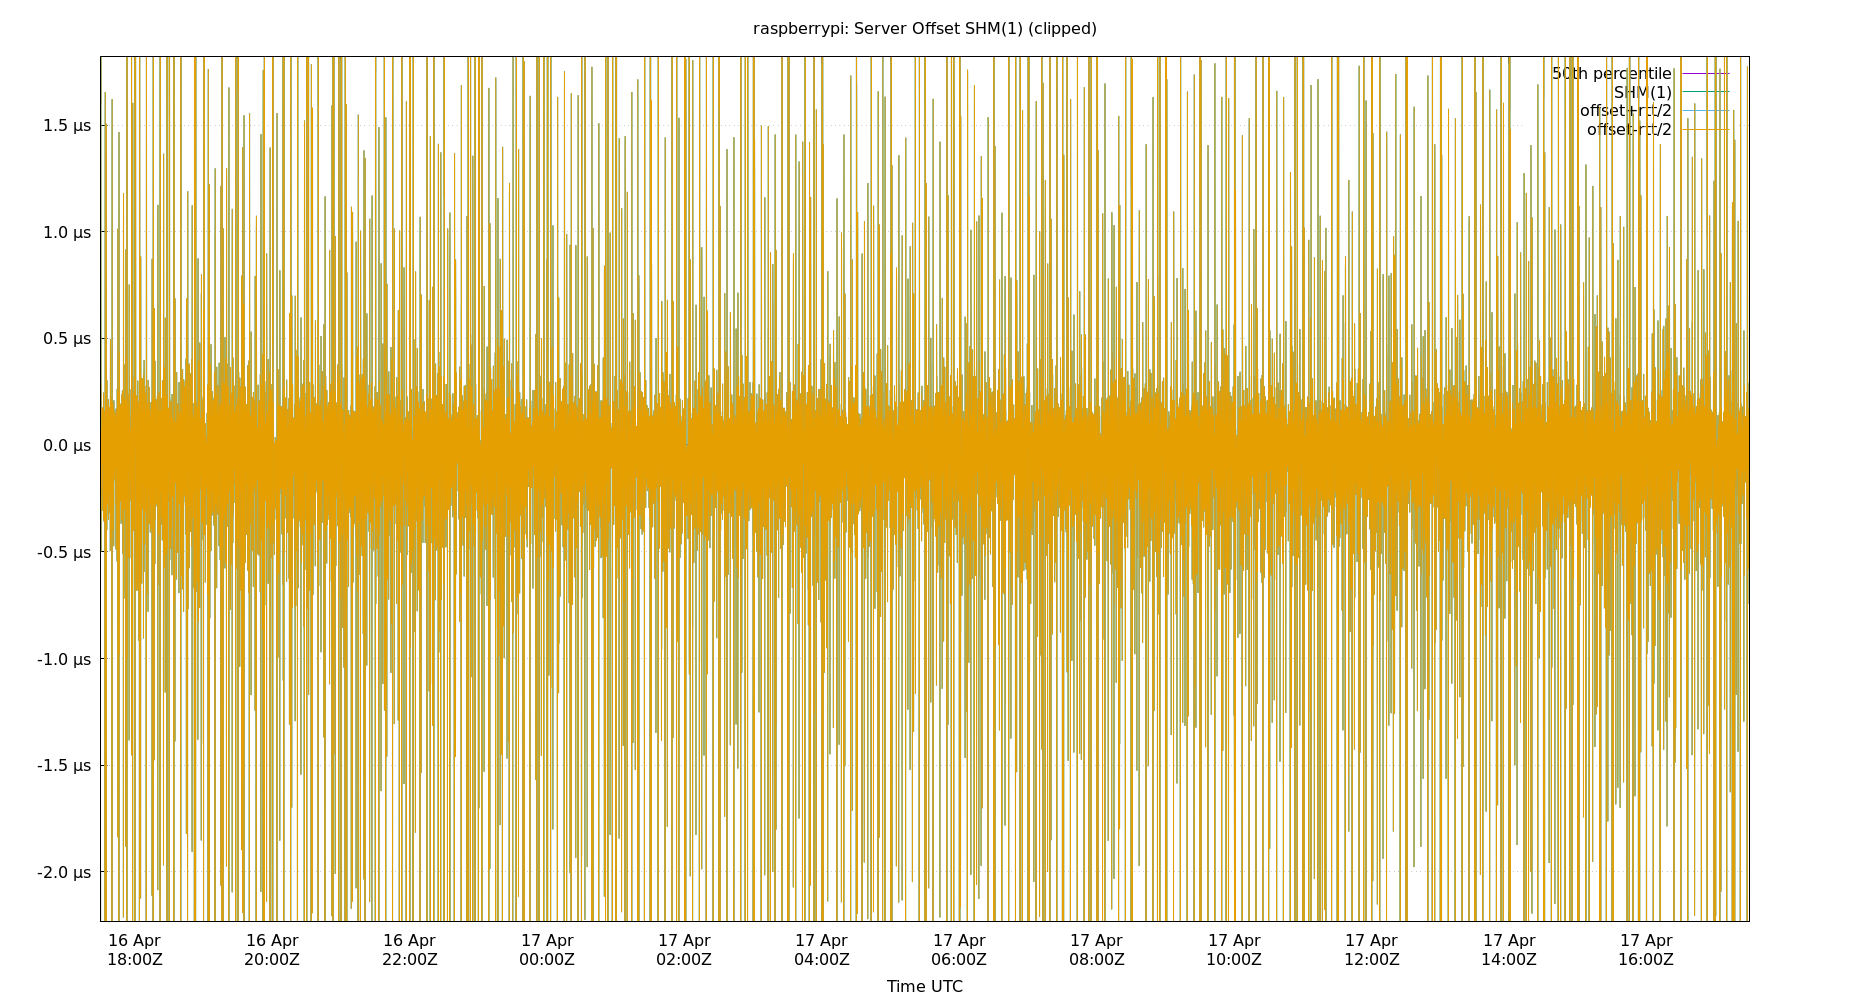 raspberrypi: Server Offset SHM(1) (clipped)
50th percentile
SHM(1)
offset+rtt/2
offset-rtt/2
1.5 µs
1.0 µs
0.5 µs
0.0 µs
-0.5 µs
-1.0 µs
-1.5 µs
-2.0 µs
16 Apr 16 Apr 16 Apr 17 Apr 17 Apr 17 Apr 17 Apr 17 Apr 17 Apr 17 Apr 17 Apr 17 Apr
18:00Z 20:00Z 22:00Z 00:00Z 02:00Z 04:00Z 06:00Z 08:00Z 10:00Z 12:00Z 14:00Z 16:00Z
Time UTC